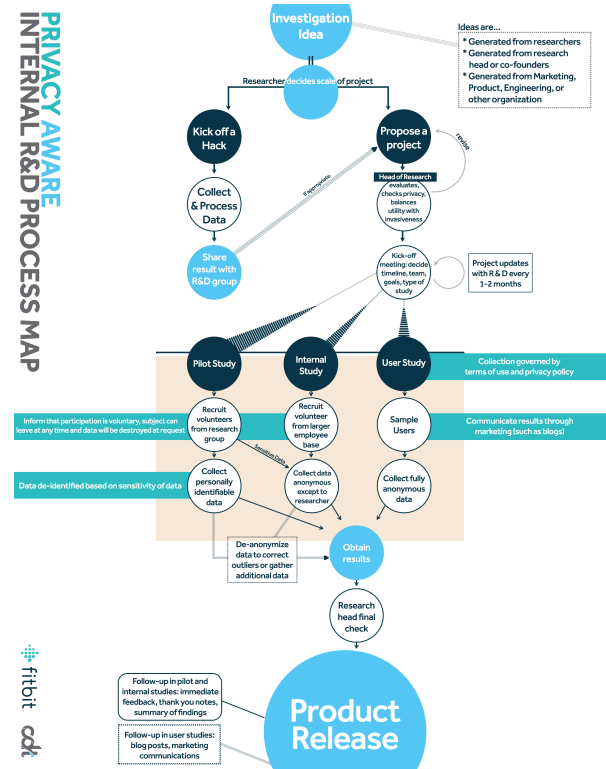 PRIVACY AWARE
INTERNAL R&D PROCESS MAP
Investigation
Idea
Ideas are...
* Generated from researchers
* Generated from research
head or co-founders
* Generated from Marketing,
Product, Engineering, or
other organization
Researcher decides scale of project
Kick off a
Hack
Propose a
project
revise
Head of Research
evaluates,
checks privacy,
balances
utility with
invasiveness
Collect
& Process
Data
If appropriate
Share
result with
R&D group
Kick-off
meeting: decide
timeline, team,
goals, type of
study
Project updates
with R & D every
1-2 months
Pilot Study
Internal
Study
User Study
Collection governed by
terms of use and privacy policy
Inform that participation is voluntary, subject can
leave at any time and data will be destroyed at request
Recruit
volunteers
from research
group
Recruit
volunteer
from larger
employee
base
Sample
Users
Communicate results through
marketing (such as blogs)
Sensitive Data
Data de-identified based on sensitivity of data
Collect
personally
identifiable
data
Collect data
anonymous
except to
researcher
Collect fully
anonymous
data
De-anonymize
data to correct
outliers or gather
additional data
Obtain
results
Research
head final
check
Product
Release
Follow-up in pilot and
internal studies: immediate
feedback, thank you notes,
summary of findings
Follow-up in user studies:
blog posts, marketing
communications
fitbit
cdt